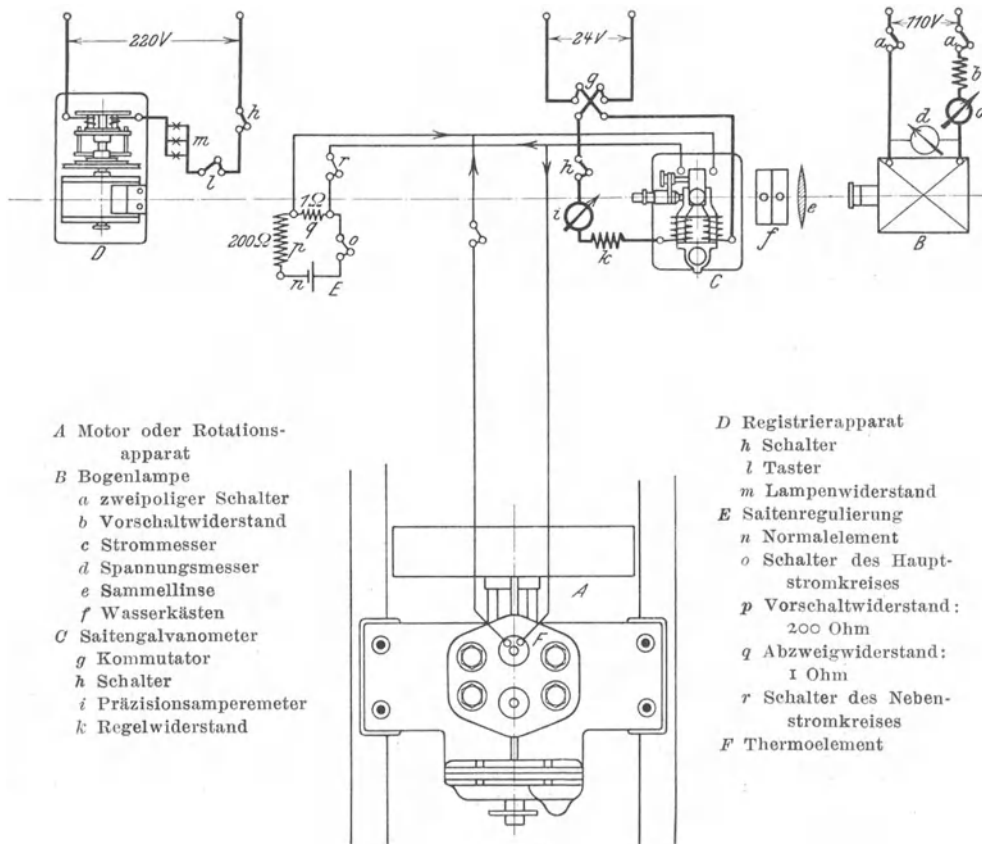 220V
24V
110V
g
a
a
b
d
h
m
l
r
h
i
k
1Ω
q
200Ω
p
o
n
E
D
C
f
e
B
c
A Motor oder Rotations-
apparat
B Bogenlampe
a zweipoliger Schalter
b Vorschaltwiderstand
c Strommesser
d Spannungsmesser
e Sammellinse
f Wasserkästen
C Saitengalvanometer
g Kommutator
h Schalter
i Präzisionsamperemeter
k Regelwiderstand
A
F
D Registrierapparat
h Schalter
l Taster
m Lampenwiderstand
E Saitenregulierung
n Normalelement
o Schalter des Haupt-
stromkreises
p Vorschaltwiderstand:
200 Ohm
q Abzweigwiderstand:
1 Ohm
r Schalter des Neben-
stromkreises
F Thermoelement